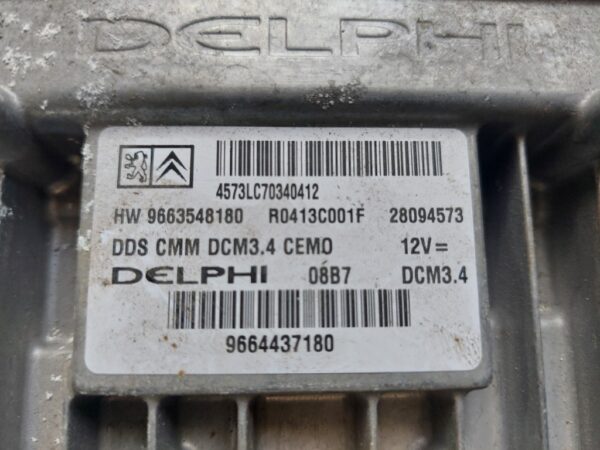 DELPHI
4573LC70340412
HW 9663548180 R0413C001F 28094573
DDS CMM DCM3.4 CEMO 12V =
DELPHI 08B7 DCM3.4
9664437180